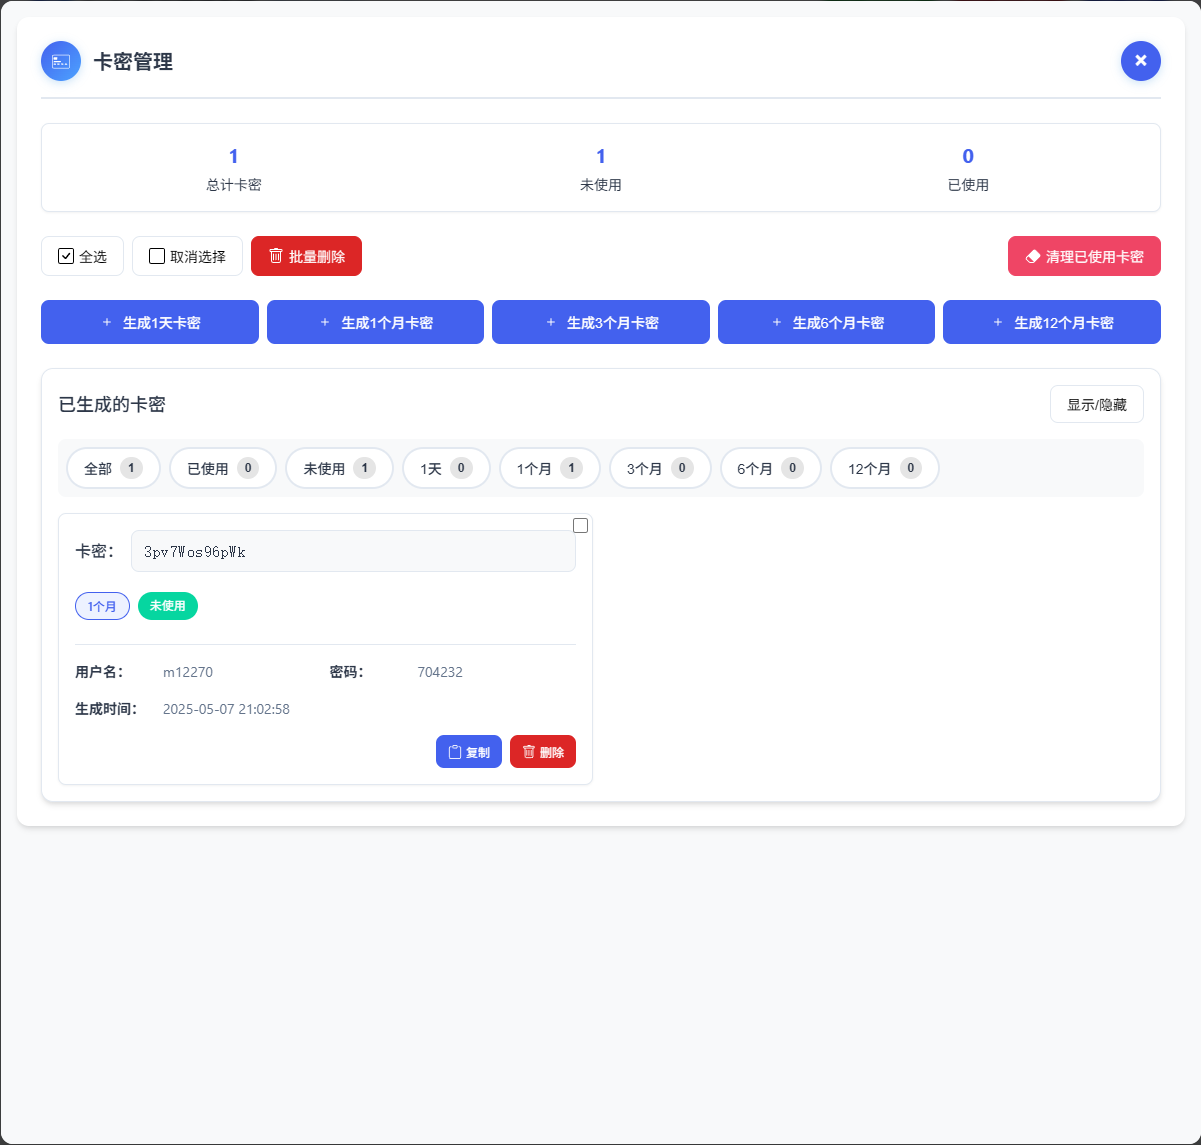 卡密管理
1 1 0
总计卡密 未使用 已使用
全选 取消选择 批量删除 清理已使用卡密
+ 生成1天卡密 + 生成1个月卡密 + 生成3个月卡密 + 生成6个月卡密 + 生成12个月卡密
已生成的卡密 显示/隐藏
全部 1 已使用 0 未使用 1 1天 0 1个月 1 3个月 0 6个月 0 12个月 0
卡密： 3pv7Wos96pWk
1个月 未使用
用户名： m12270 密码： 704232
生成时间： 2025-05-07 21:02:58
复制 删除